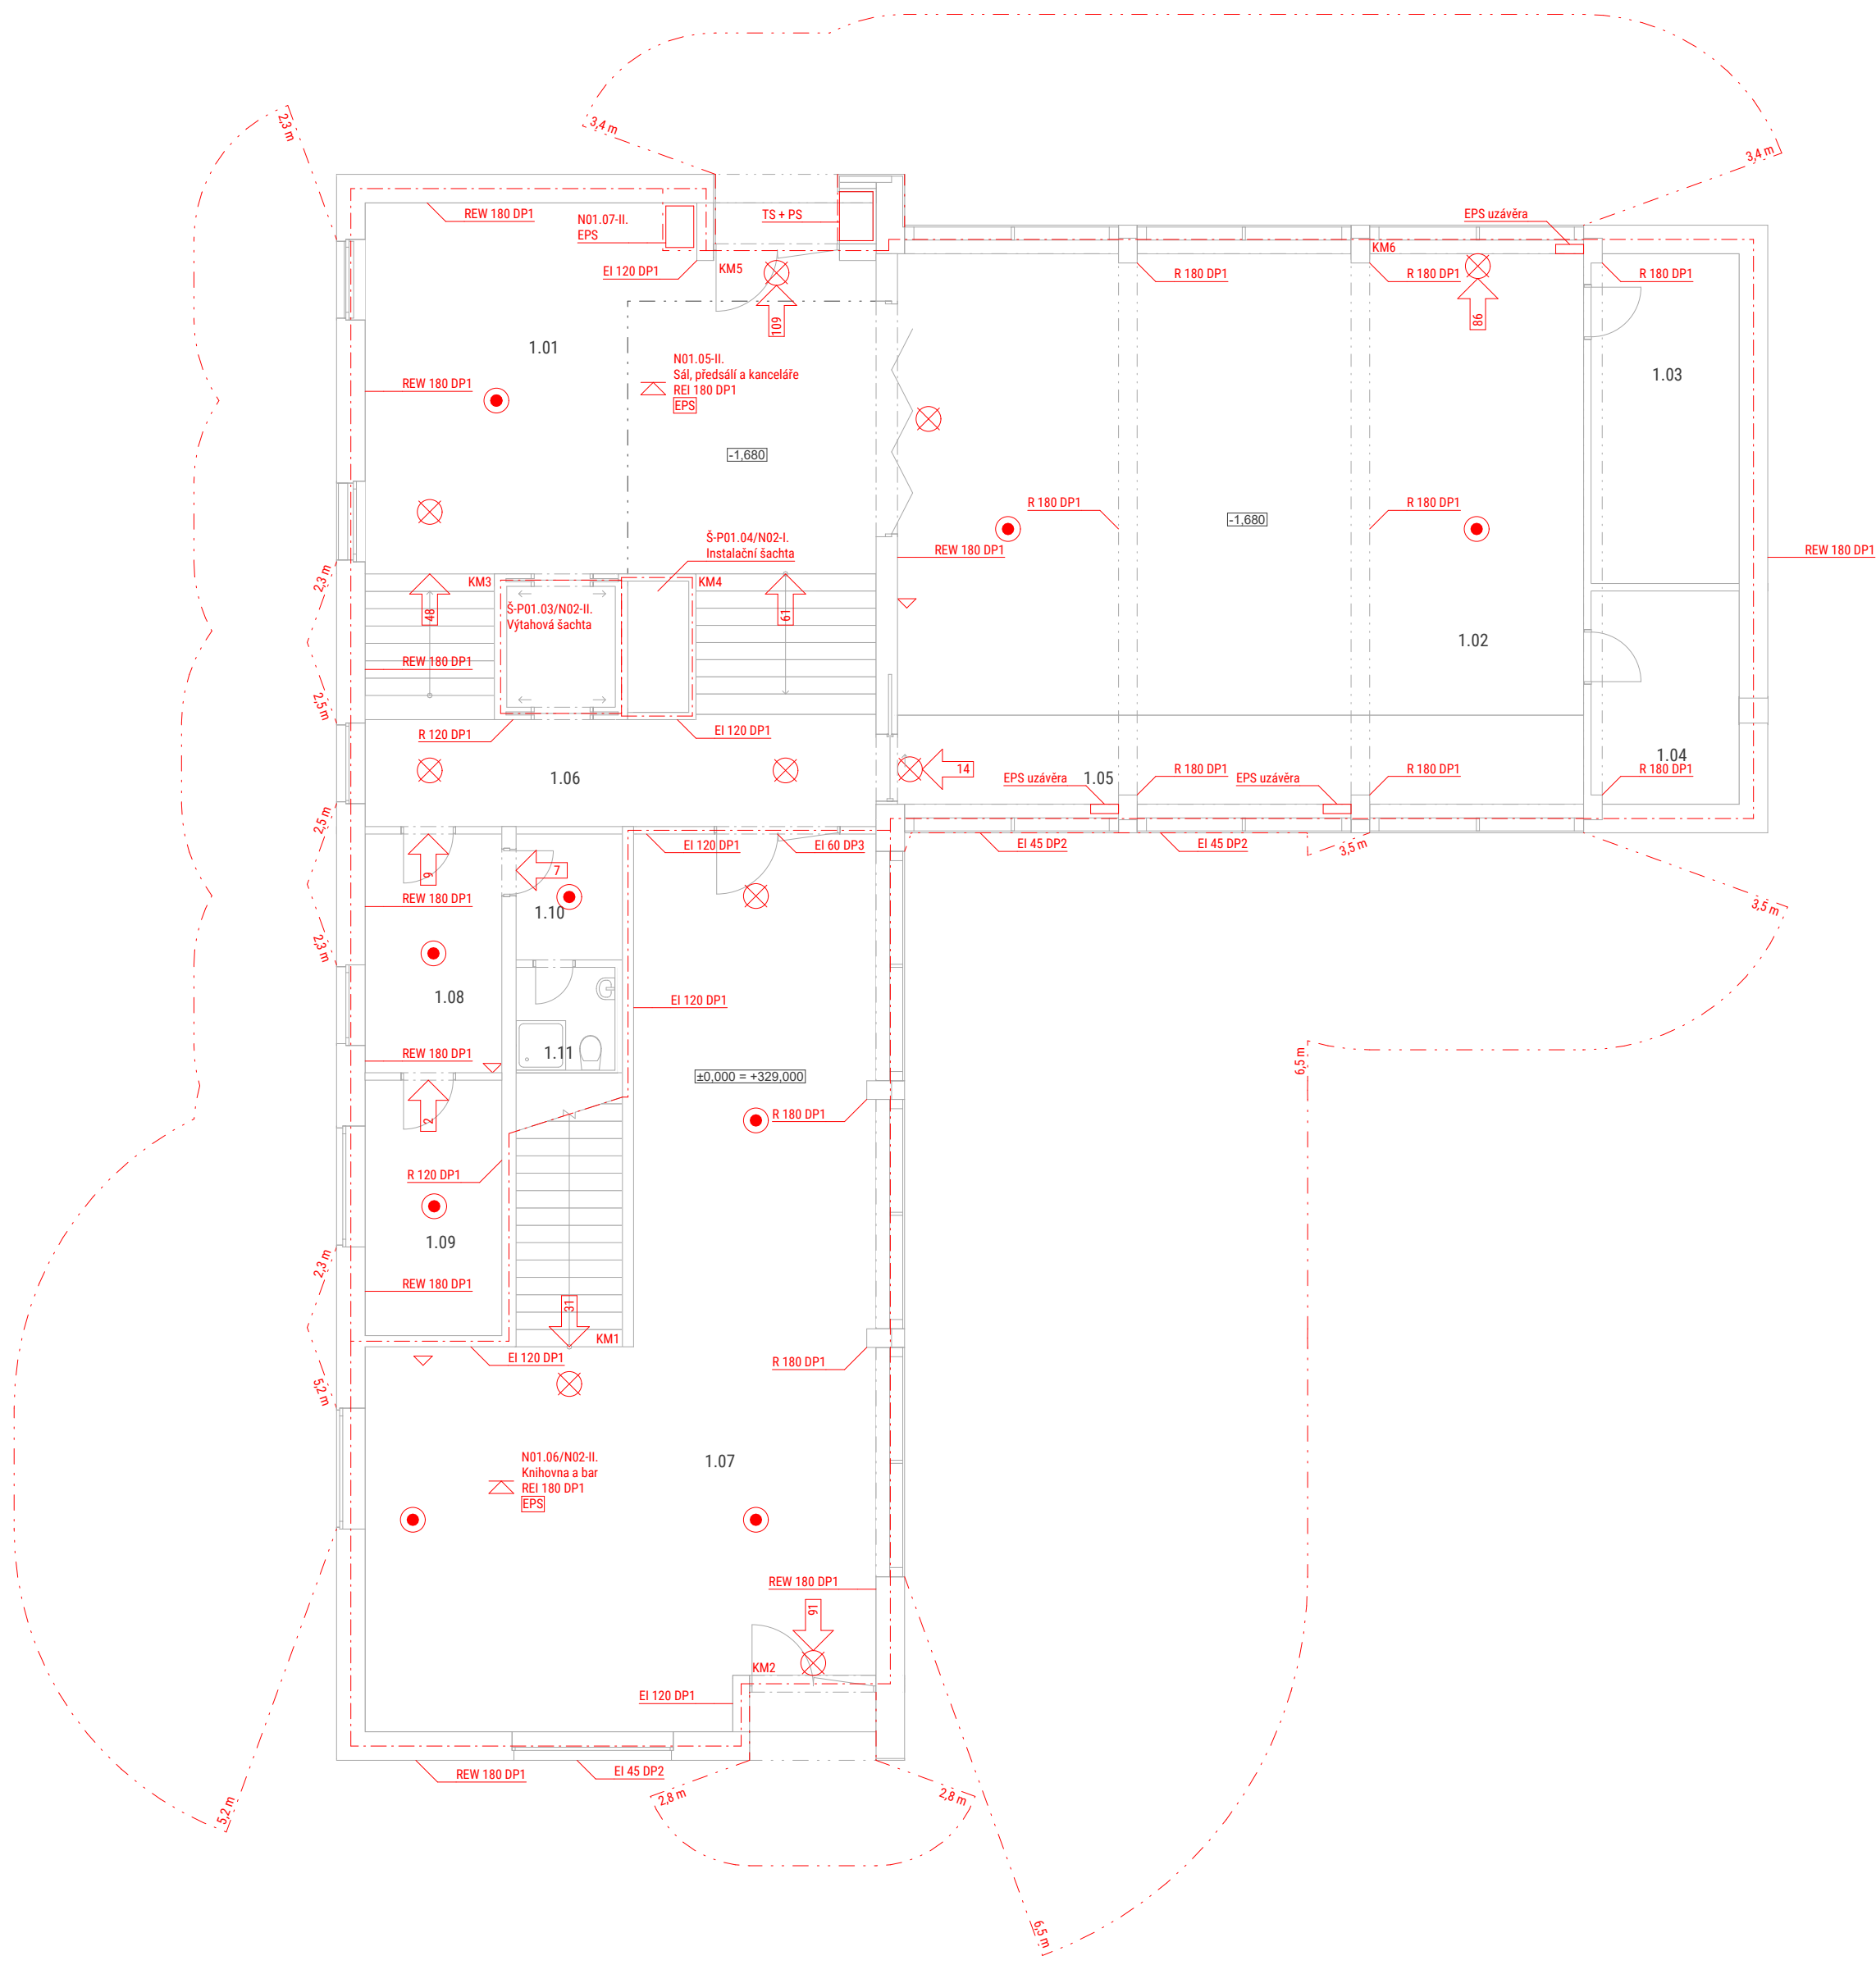 2,3 m
3,4 m
3,4 m
REW 180 DP1
N01.07-II.
EPS
TS + PS
EPS uzávěra
EI 120 DP1
KM5
KM6
R 180 DP1
R 180 DP1
R 180 DP1
109
86
1.01
N01.05-II.
Sál, předsálí a kanceláře
REI 180 DP1
EPS
REW 180 DP1
1.03
-1,680
R 180 DP1
-1,680
R 180 DP1
Š-P01.04/N02-I.
Instalační šachta
REW 180 DP1
REW 180 DP1
2,3 m
KM3
KM4
48
Š-P01.03/N02-II.
Výtahová šachta
61
1.02
REW 180 DP1
2,5 m
R 120 DP1
EI 120 DP1
1.04
1.06
14
EPS uzávěra
1.05
R 180 DP1
EPS uzávěra
R 180 DP1
R 180 DP1
2,5 m
EI 120 DP1
EI 60 DP3
EI 45 DP2
EI 45 DP2
3,5 m
9
7
REW 180 DP1
1.10
3,5 m
2,3 m
1.08
EI 120 DP1
REW 180 DP1
1.11
6,5 m
±0,000 = +329,000
2
R 180 DP1
R 120 DP1
1.09
2,3 m
REW 180 DP1
31
KM1
EI 120 DP1
R 180 DP1
5,2 m
N01.06/N02-II.
Knihovna a bar
REI 180 DP1
EPS
1.07
REW 180 DP1
91
KM2
EI 120 DP1
REW 180 DP1
EI 45 DP2
5,2 m
2,8 m
2,8 m
6,5 m